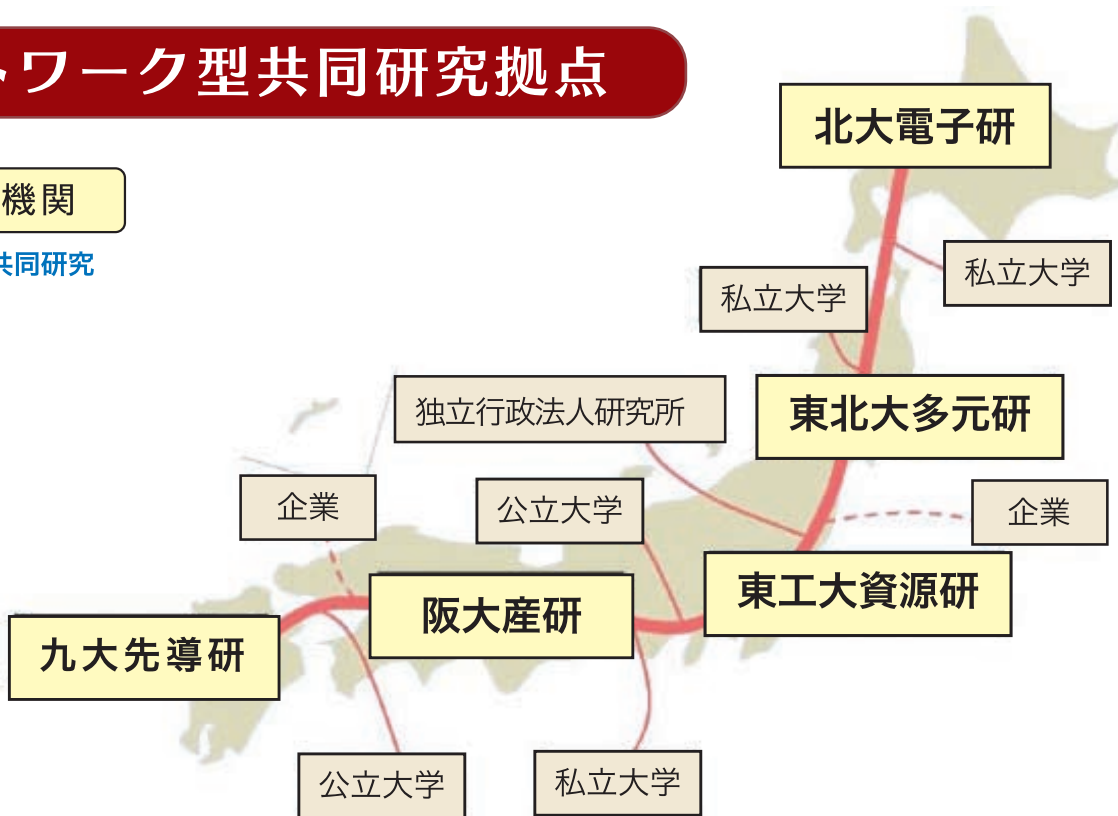 トワーク型共同研究拠点
機関
共同研究
北大電子研
私立大学
私立大学
独立行政法人研究所
東北大多元研
企業
公立大学
企業
東工大資源研
阪大産研
九大先導研
公立大学
私立大学